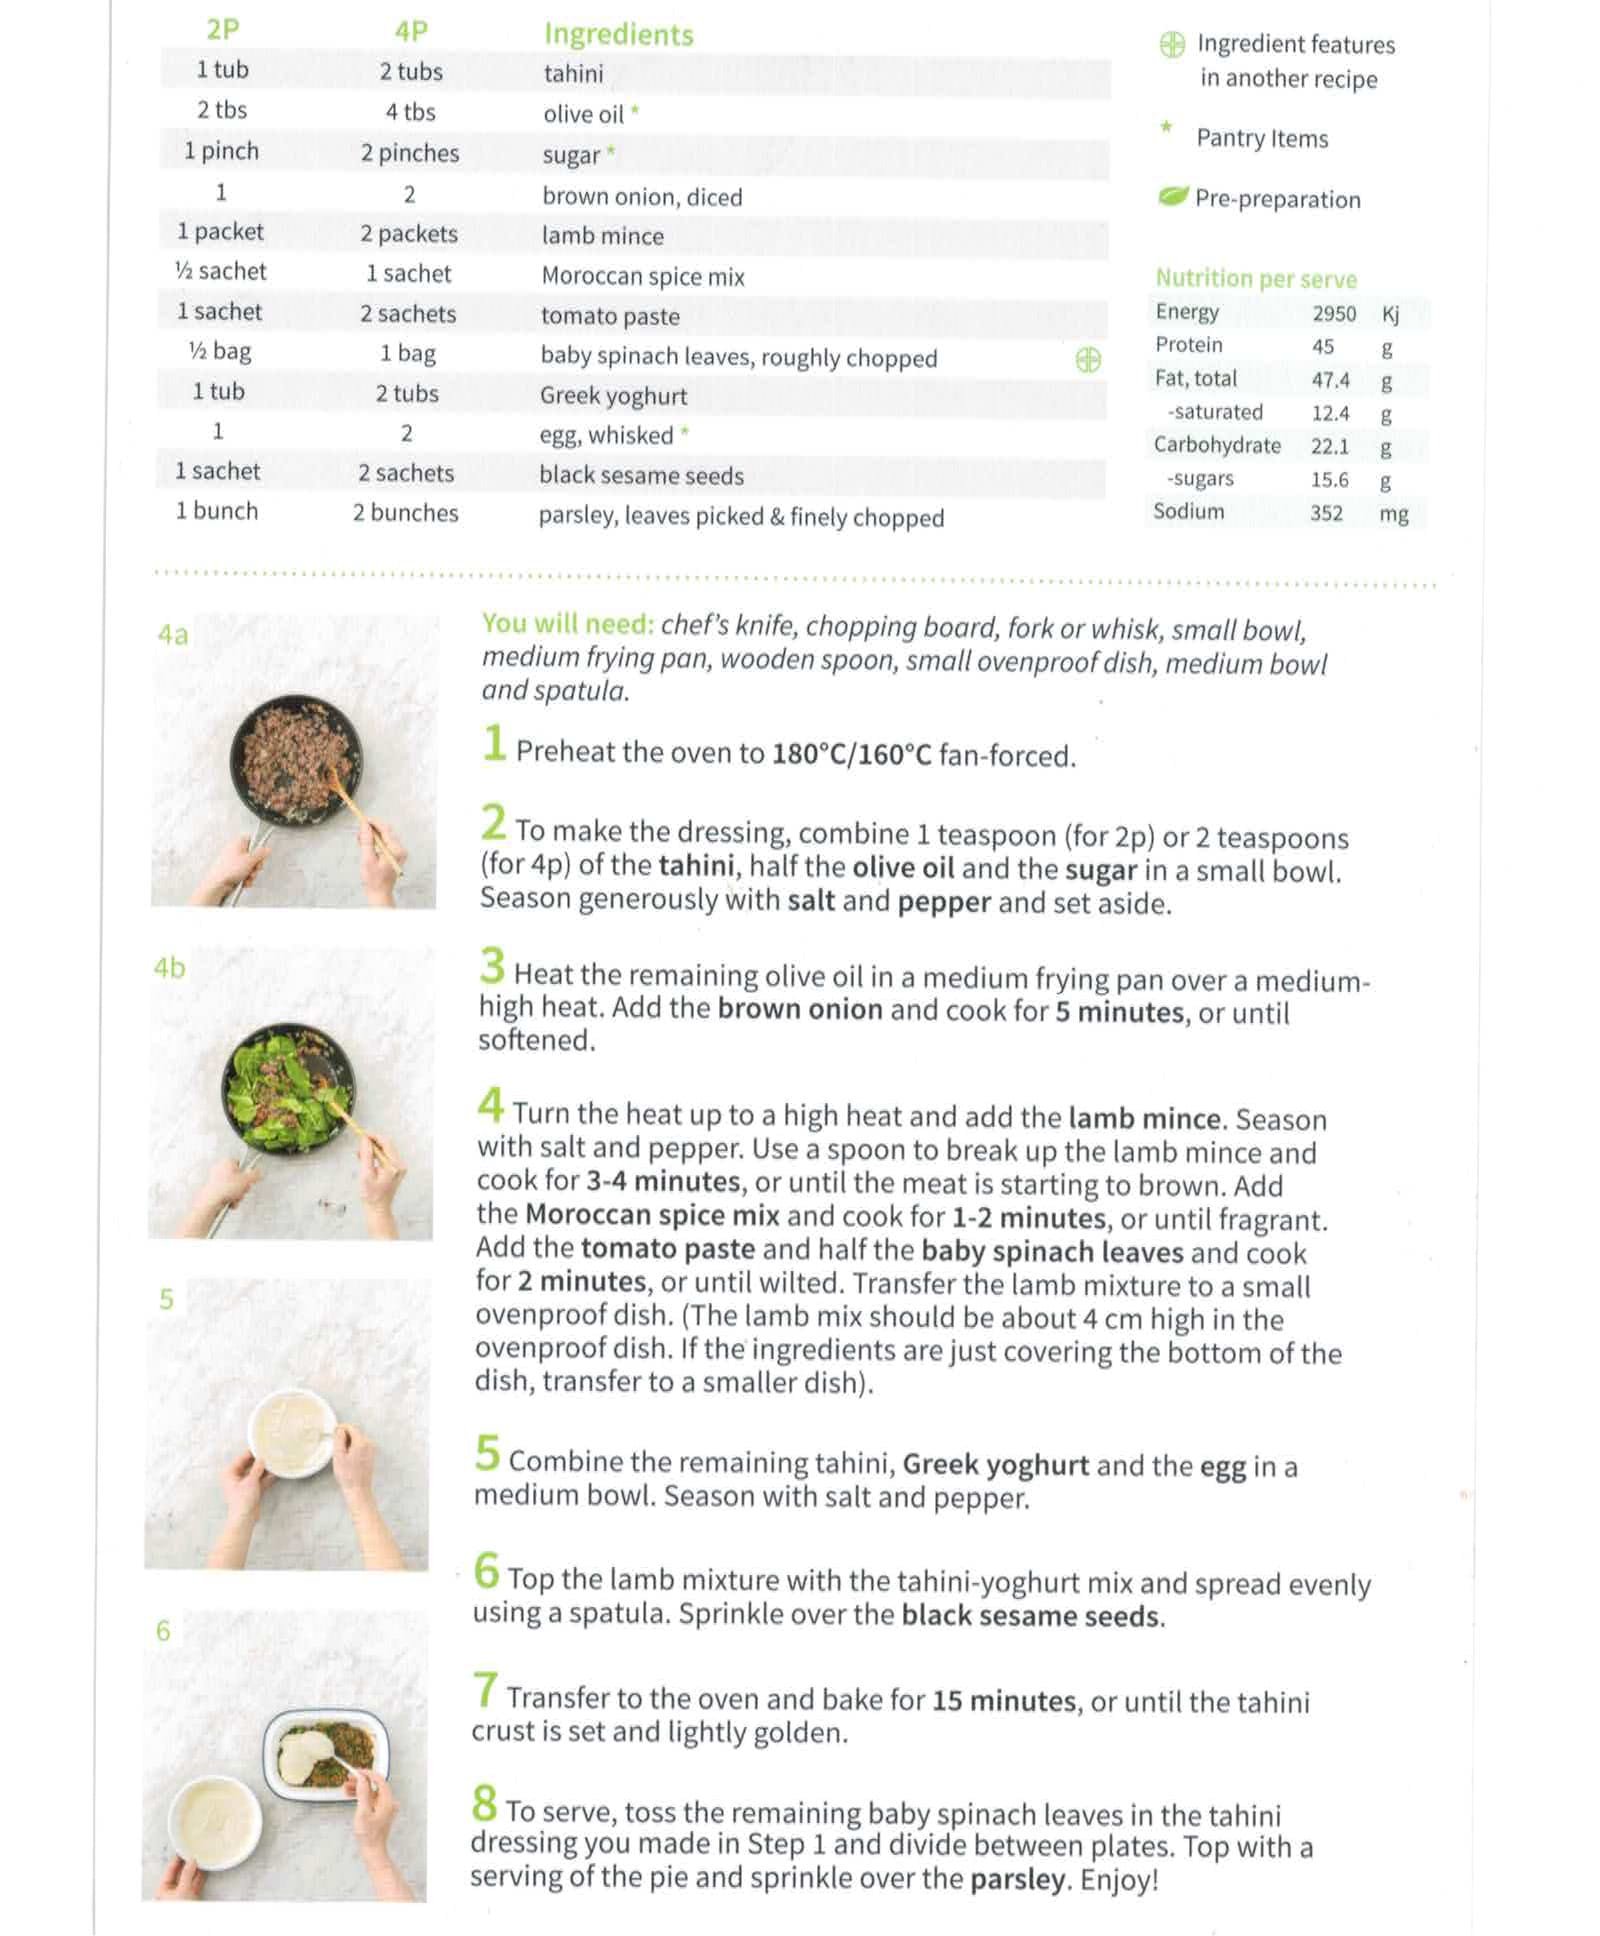 2P 4P Ingredients
1 tub 2 tubs tahini
2 tbs 4 tbs olive oil *
1 pinch 2 pinches sugar *
1 2 brown onion, diced
1 packet 2 packets lamb mince
½ sachet 1 sachet Moroccan spice mix
1 sachet 2 sachets tomato paste
½ bag 1 bag baby spinach leaves, roughly chopped
1 tub 2 tubs Greek yoghurt
1 2 egg, whisked *
1 sachet 2 sachets black sesame seeds
1 bunch 2 bunches parsley, leaves picked & finely chopped
Ingredient features
in another recipe
* Pantry Items
Pre-preparation
Nutrition per serve
Energy 2950 Kj
Protein 45 g
Fat, total 47.4 g
-saturated 12.4 g
Carbohydrate 22.1 g
-sugars 15.6 g
Sodium 352 mg
4a
4b
5
6
You will need: chef's knife, chopping board, fork or whisk, small bowl,
medium frying pan, wooden spoon, small ovenproof dish, medium bowl
and spatula.
1 Preheat the oven to 180°C/160°C fan-forced.
2 To make the dressing, combine 1 teaspoon (for 2p) or 2 teaspoons
(for 4p) of the tahini, half the olive oil and the sugar in a small bowl.
Season generously with salt and pepper and set aside.
3 Heat the remaining olive oil in a medium frying pan over a medium-
high heat. Add the brown onion and cook for 5 minutes, or until
softened.
4 Turn the heat up to a high heat and add the lamb mince. Season
with salt and pepper. Use a spoon to break up the lamb mince and
cook for 3-4 minutes, or until the meat is starting to brown. Add
the Moroccan spice mix and cook for 1-2 minutes, or until fragrant.
Add the tomato paste and half the baby spinach leaves and cook
for 2 minutes, or until wilted. Transfer the lamb mixture to a small
ovenproof dish. (The lamb mix should be about 4 cm high in the
ovenproof dish. If the ingredients are just covering the bottom of the
dish, transfer to a smaller dish).
5 Combine the remaining tahini, Greek yoghurt and the egg in a
medium bowl. Season with salt and pepper.
6 Top the lamb mixture with the tahini-yoghurt mix and spread evenly
using a spatula. Sprinkle over the black sesame seeds.
7 Transfer to the oven and bake for 15 minutes, or until the tahini
crust is set and lightly golden.
8 To serve, toss the remaining baby spinach leaves in the tahini
dressing you made in Step 1 and divide between plates. Top with a
serving of the pie and sprinkle over the parsley. Enjoy!